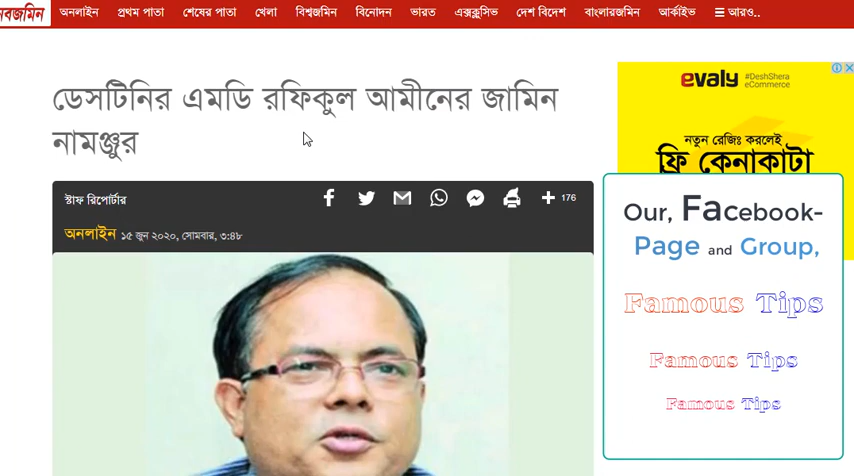 বজমিন
অনলাইন প্রথম পাতা শেষের পাতা খেলা বিশ্বজমিন বিনোদন ভারত এক্সক্লুসিভ দেশ বিদেশ বাংলারজমিন আর্কাইভ আরও..
ডেসটিনির এমডি রফিকুল আমীনের জামিন
নামঞ্জুর
স্টাফ রিপোর্টার
176
অনলাইন ১৫ জুন ২০২০, সোমবার, ৩:৪৮
evaly #DeshShera
eCommerce
নতুন রেজিঃ করলেই
ফ্রি কেনাকাটা
Our, Facebook-
Page and Group,
Famous Tips
Famous Tips
Famous Tips